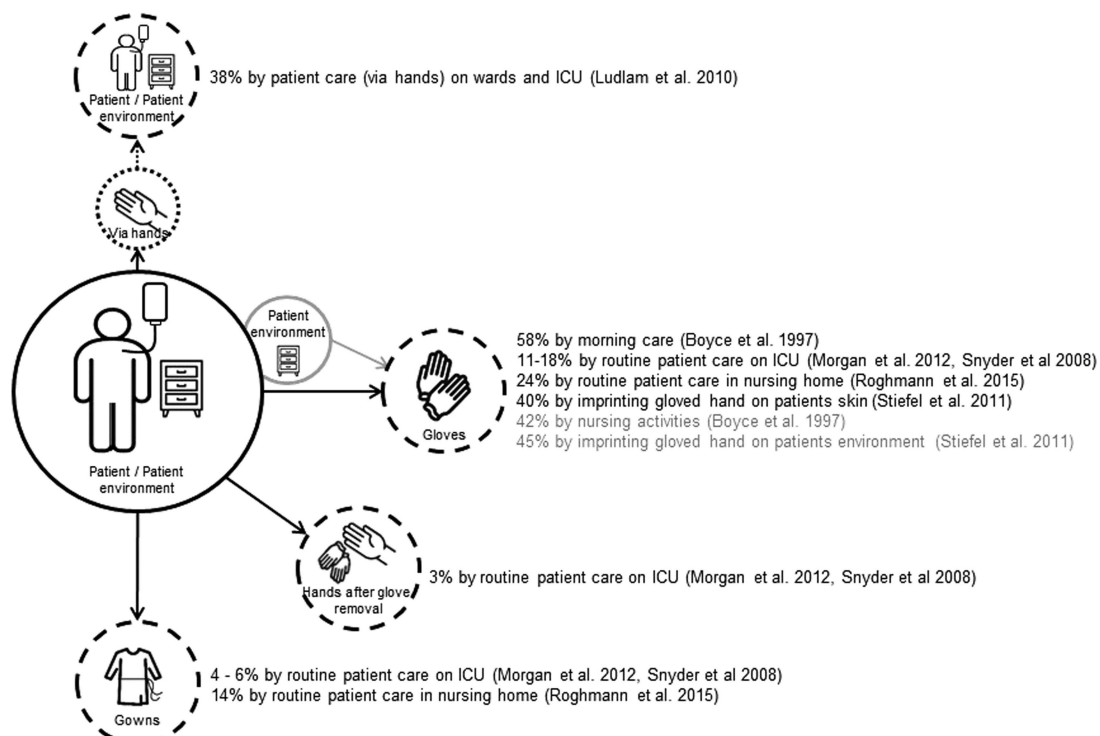 Patient / Patient
environment
38% by patient care (via hands) on wards and ICU (Ludlam et al. 2010)
Via hands
Patient
environment
Patient / Patient
environment
Gloves
58% by morning care (Boyce et al. 1997)
11-18% by routine patient care on ICU (Morgan et al. 2012, Snyder et al 2008)
24% by routine patient care in nursing home (Roghmann et al. 2015)
40% by imprinting gloved hand on patients skin (Stiefel et al. 2011)
42% by nursing activities (Boyce et al. 1997)
45% by imprinting gloved hand on patients environment (Stiefel et al. 2011)
Hands after glove
removal
3% by routine patient care on ICU (Morgan et al. 2012, Snyder et al 2008)
Gowns
4 - 6% by routine patient care on ICU (Morgan et al. 2012, Snyder et al 2008)
14% by routine patient care in nursing home (Roghmann et al. 2015)